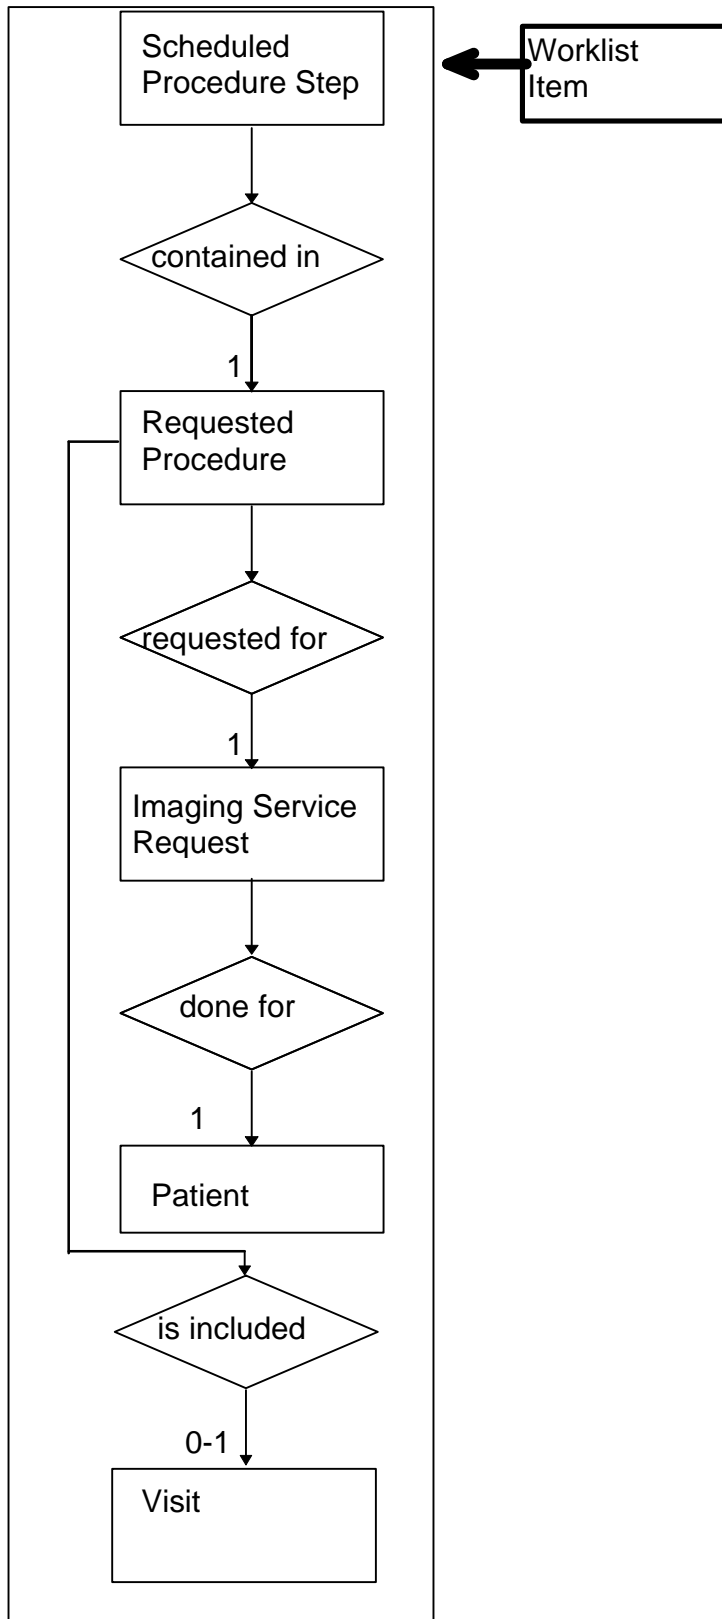 Scheduled
Procedure Step
Worklist
Item
contained in
1
Requested
Procedure
requested for
1
Imaging Service
Request
done for
1
Patient
is included
0-1
Visit